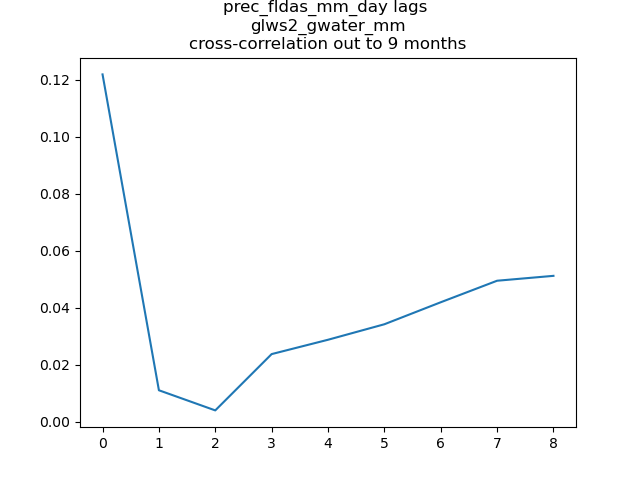 prec_fldas_mm_day lags
glws2_gwater_mm
cross-correlation out to 9 months
0.12
0.10
0.08
0.06
0.04
0.02
0.00
0 1 2 3 4 5 6 7 8